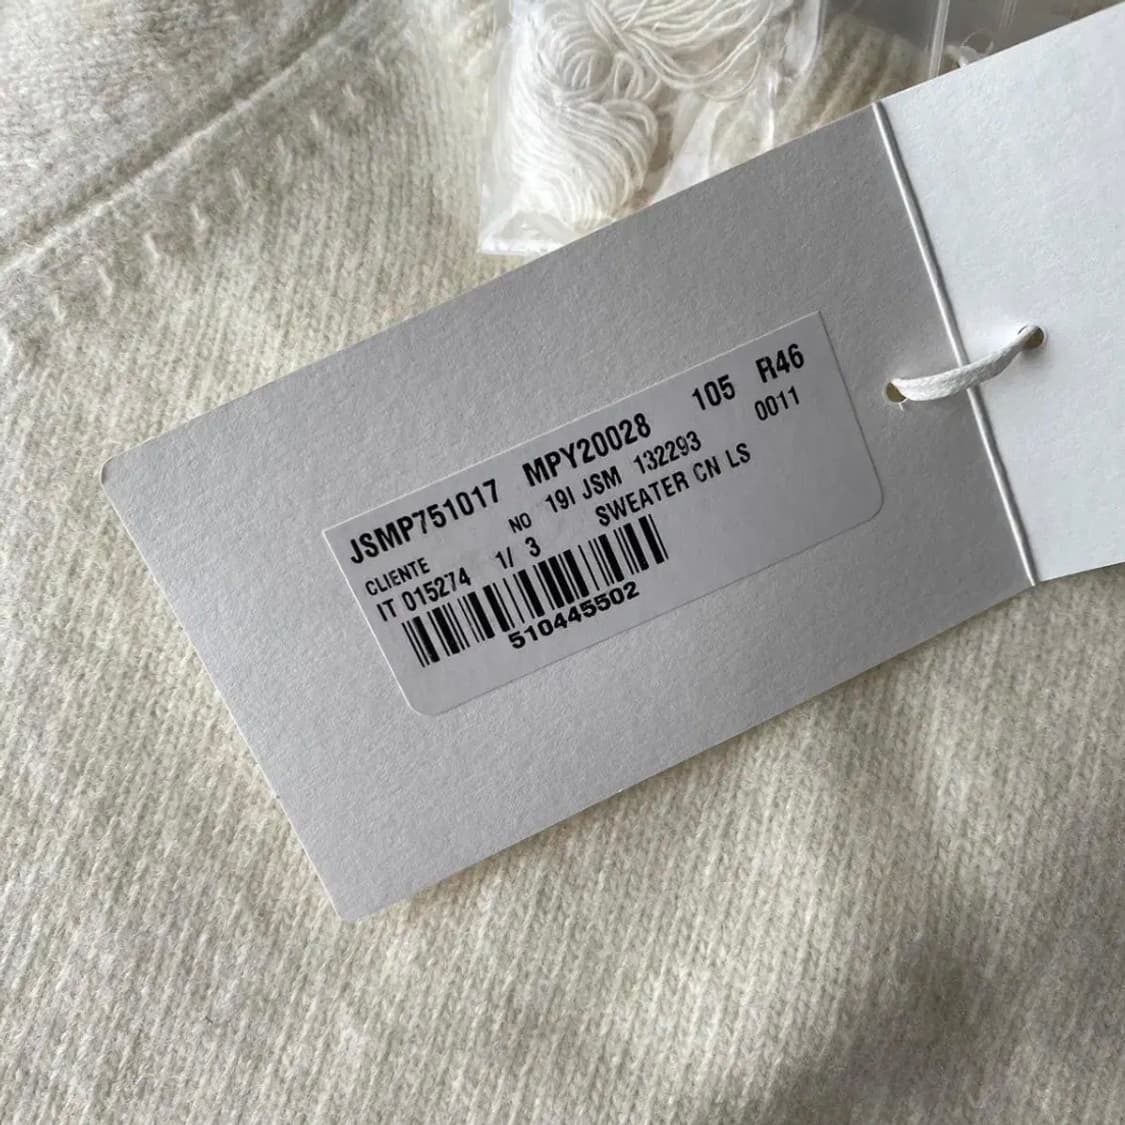 JSMP751017 MPY20028 105 R46
CLIENTE NO 19I JSM 132293 0011
IT 015274 1/ 3 SWEATER CN LS
510445502